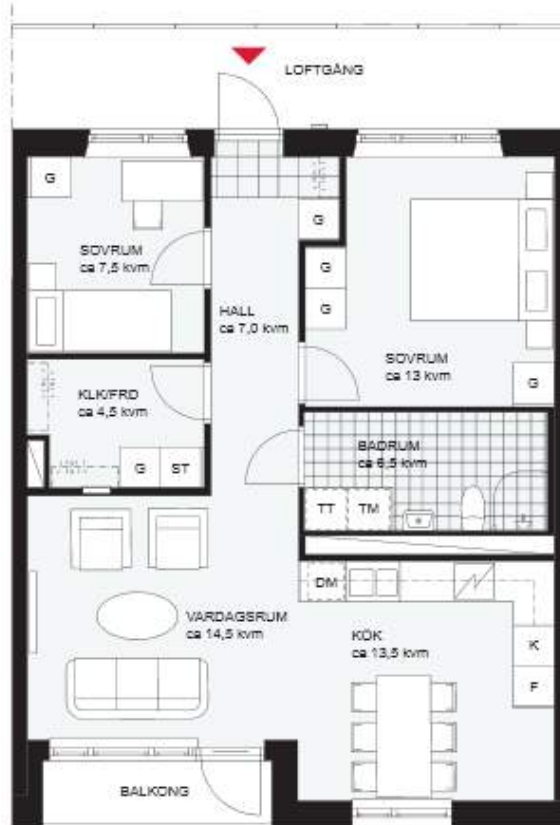 LOFTGÅNG
G
SOVRUM
ca 7,5 kvm
G
G
G
HALL
ca 7,0 kvm
SOVRUM
ca 13 kvm
G
KLK/FRD
ca 4,5 kvm
G ST
BADRUM
ca 6,5 kvm
TT TM
DM
VARDAGSRUM
ca 14,5 kvm
KÖK
ca 13,5 kvm
K
F
BALKONG